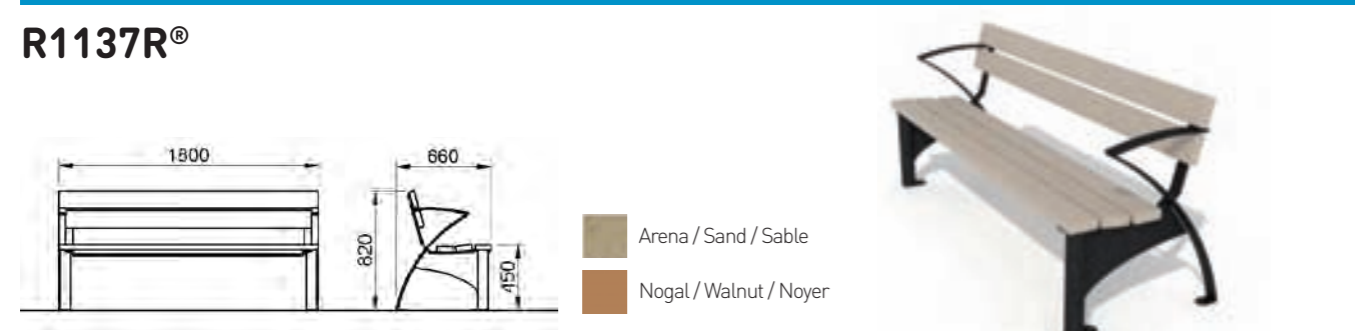 R1137R®
1800
660
820
450
Arena / Sand / Sable
Nogal / Walnut / Noyer